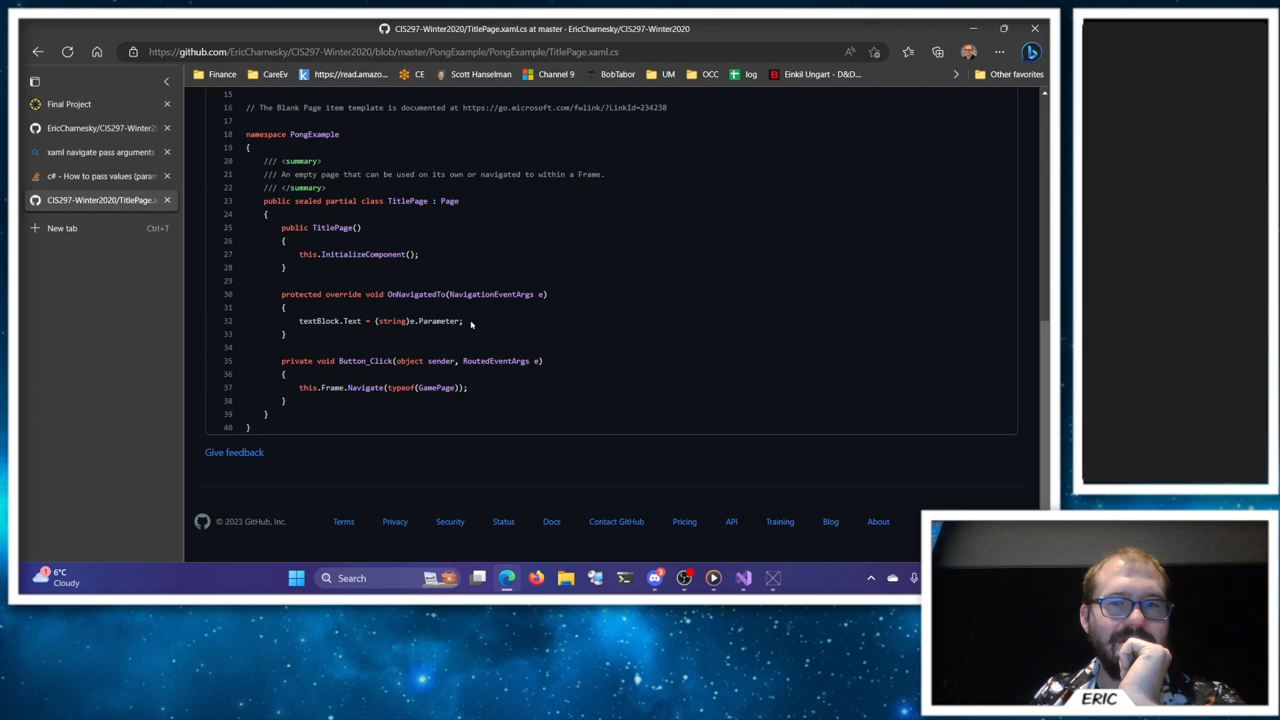 CIS297-Winter2020/TitlePage.xaml.cs at master · EricCharnesky/CIS297-Winter2020
https://github.com/EricCharnesky/CIS297-Winter2020/blob/master/PongExample/PongExample/TitlePage.xaml.cs
Finance
CareEv
https://read.amazo...
CE
Scott Hanselman
Channel 9
BobTabor
UM
OCC
log
Einkil Ungart - D&D...
Other favorites
Final Project
EricCharnesky/CIS297-Winter2
xaml navigate pass arguments
c# - How to pass values (param
CIS297-Winter2020/TitlePage.x
New tab Ctrl+T
15
16 // The Blank Page item template is documented at https://go.microsoft.com/fwlink/?LinkId=234238
17
18 namespace PongExample
19 {
20 /// <summary>
21 /// An empty page that can be used on its own or navigated to within a Frame.
22 /// </summary>
23 public sealed partial class TitlePage : Page
24 {
25 public TitlePage()
26 {
27 this.InitializeComponent();
28 }
29
30 protected override void OnNavigatedTo(NavigationEventArgs e)
31 {
32 textBlock.Text = (string)e.Parameter;
33 }
34
35 private void Button_Click(object sender, RoutedEventArgs e)
36 {
37 this.Frame.Navigate(typeof(GamePage));
38 }
39 }
40 }
Give feedback
© 2023 GitHub, Inc.
Terms
Privacy
Security
Status
Docs
Contact GitHub
Pricing
API
Training
Blog
About
1
6°C
Cloudy
Search
3
ERIC